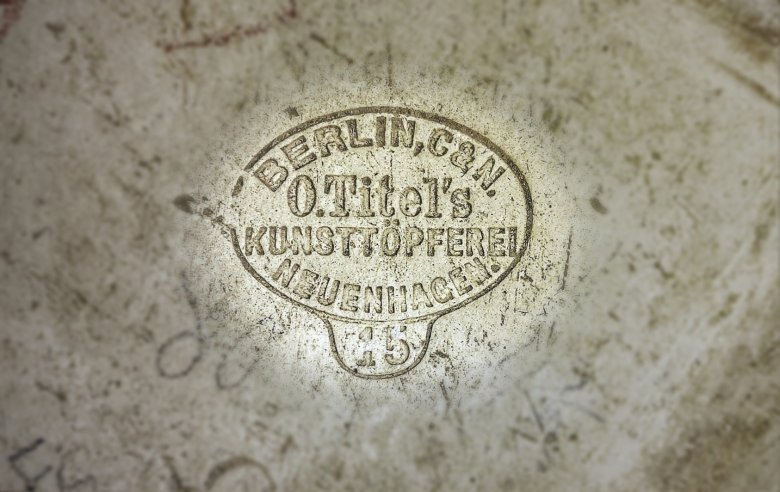 BERLIN, C&N.
O.Titel's
KUNSTTÖPFEREI
NEUENHAGEN.
15